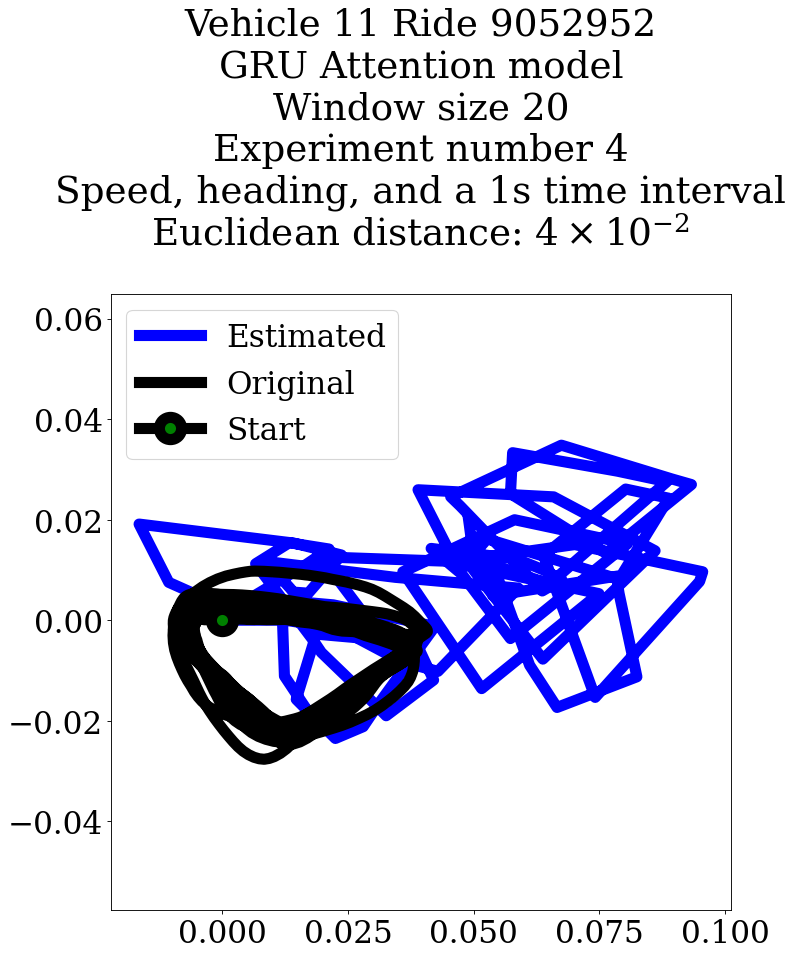 Vehicle 11 Ride 9052952
GRU Attention model
Window size 20
Experiment number 4
Speed, heading, and a 1s time interval
Euclidean distance: 4 × 10⁻²
Estimated
Original
Start
0.06
0.04
0.02
0.00
−0.02
−0.04
0.000 0.025 0.050 0.075 0.100